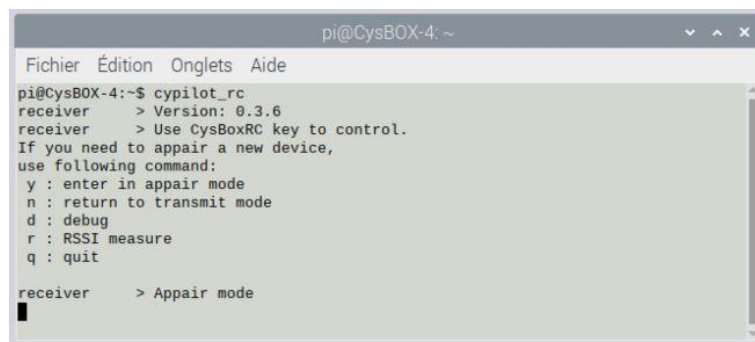 pi@CysBOX-4: ~
Fichier Édition Onglets Aide
pi@CysBOX-4:~$ cypilot_rc
receiver > Version: 0.3.6
receiver > Use CysBoxRC key to control.
If you need to appair a new device,
use following command:
y : enter in appair mode
n : return to transmit mode
d : debug
r : RSSI measure
q : quit
receiver > Appair mode